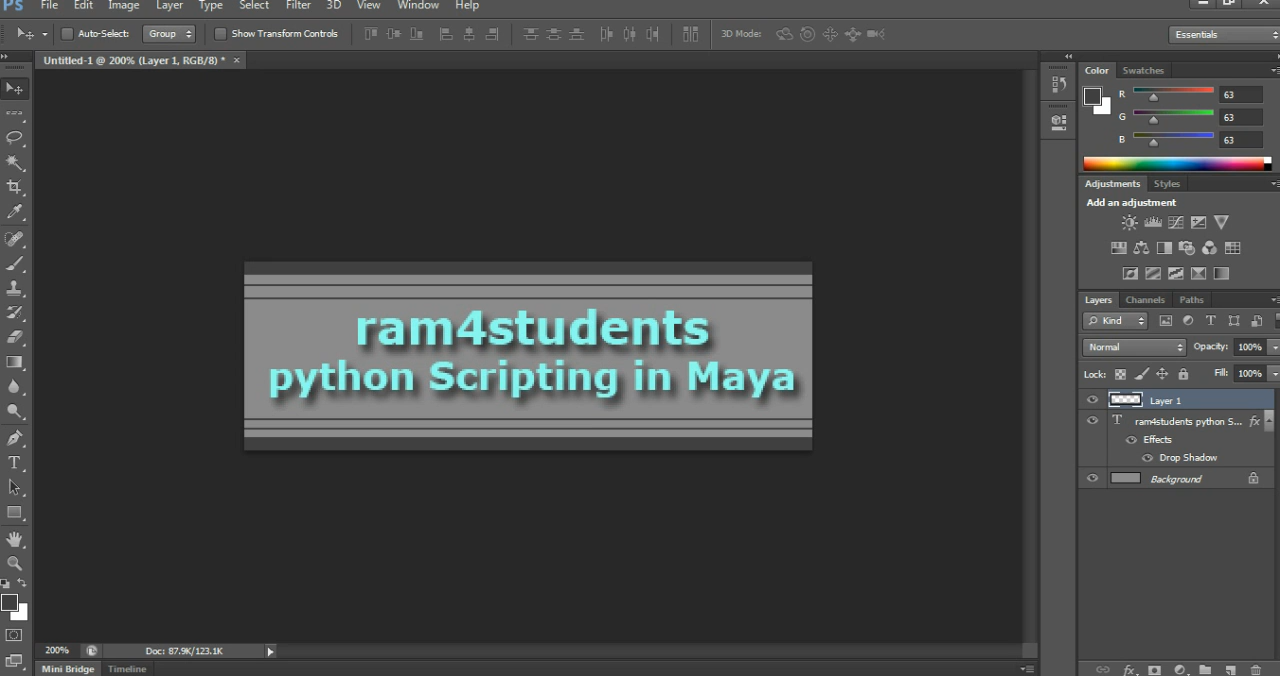 Ps File Edit Image Layer Type Select Filter 3D View Window Help
Auto-Select: Group Show Transform Controls 3D Mode: Essentials
Untitled-1 @ 200% (Layer 1, RGB/8) * ×
Color Swatches
R 63
G 63
B 63
Adjustments Styles
Add an adjustment
ram4students
python Scripting in Maya
Layers Channels Paths
Kind
Normal Opacity: 100%
Lock: Fill: 100%
Layer 1
T ram4students python S... fx
Effects
Drop Shadow
Background
200% Doc: 87.9K/123.1K
Mini Bridge Timeline
fx